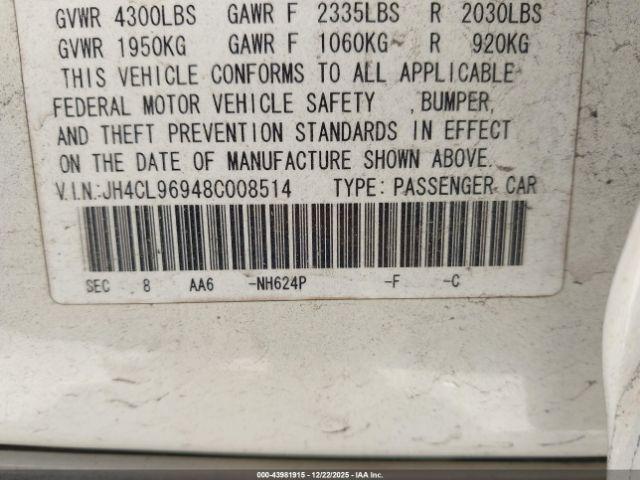 GVWR 4300LBS GAWR F 2335LBS R 2030LBS
GVWR 1950KG GAWR F 1060KG R 920KG
THIS VEHICLE CONFORMS TO ALL APPLICABLE
FEDERAL MOTOR VEHICLE SAFETY , BUMPER,
AND THEFT PREVENTION STANDARDS IN EFFECT
ON THE DATE OF MANUFACTURE SHOWN ABOVE.
V.I.N.:JH4CL96948C008514 TYPE: PASSENGER CAR
SEC 8 AA6 -NH624P -F -C
000-43981915 - 12/22/2025 - IAA Inc.